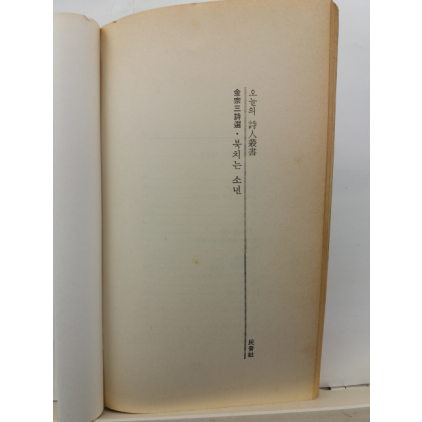 오늘의 詩人叢書
金宗三詩選・북치는 소년
民音社